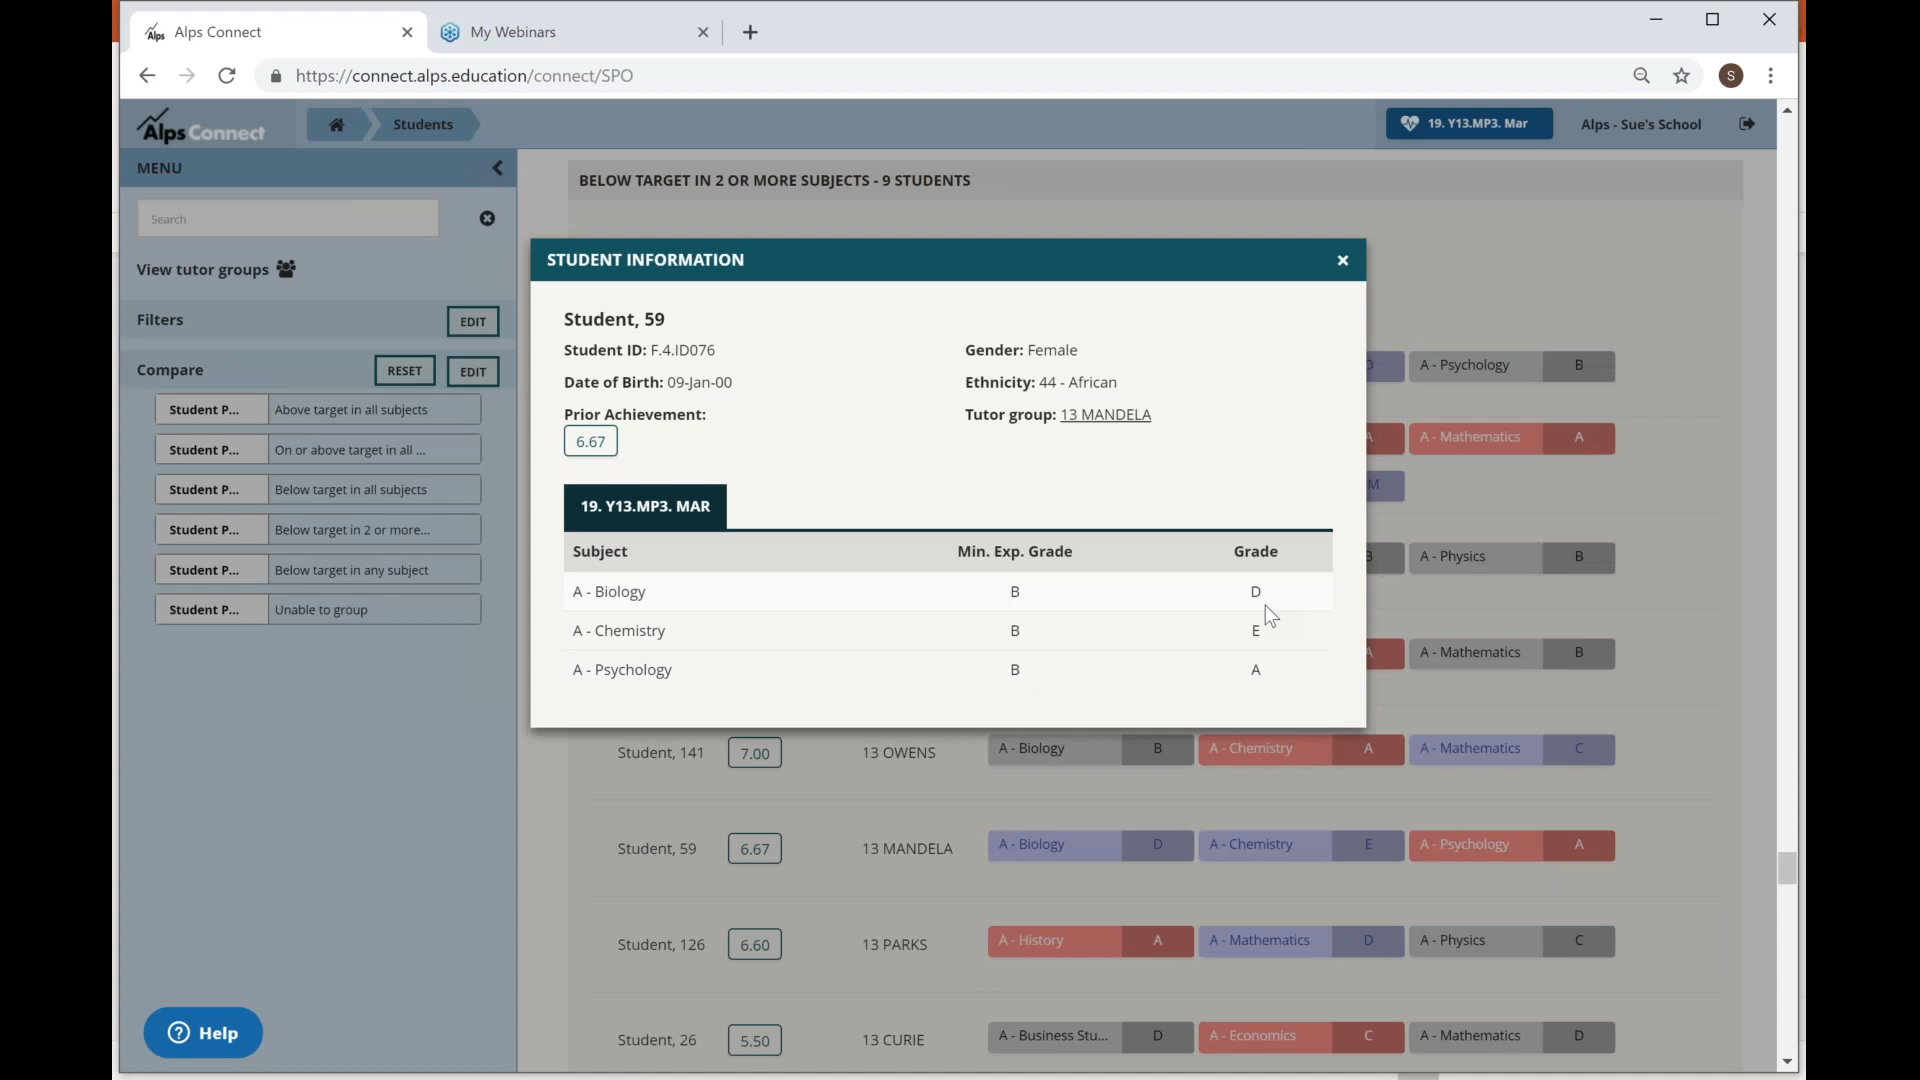 Alps Connect
My Webinars
https://connect.alps.education/connect/SPO
S
Alps Connect
Students
19. Y13.MP3. Mar
Alps - Sue's School
MENU
Search
View tutor groups
Filters
EDIT
Compare
RESET
EDIT
Student P... Above target in all subjects
Student P... On or above target in all ...
Student P... Below target in all subjects
Student P... Below target in 2 or more...
Student P... Below target in any subject
Student P... Unable to group
Help
BELOW TARGET IN 2 OR MORE SUBJECTS - 9 STUDENTS
A - Psychology B
A A - Mathematics A
M
B A - Physics B
A A - Mathematics B
STUDENT INFORMATION
Student, 59
Student ID: F.4.ID076
Gender: Female
Date of Birth: 09-Jan-00
Ethnicity: 44 - African
Prior Achievement:
Tutor group: 13 MANDELA
6.67
19. Y13.MP3. MAR
Subject Min. Exp. Grade Grade
A - Biology B D
A - Chemistry B E
A - Psychology B A
Student, 141 7.00 13 OWENS A - Biology B A - Chemistry A A - Mathematics C
Student, 59 6.67 13 MANDELA A - Biology D A - Chemistry E A - Psychology A
Student, 126 6.60 13 PARKS A - History A A - Mathematics D A - Physics C
Student, 26 5.50 13 CURIE A - Business Stu... D A - Economics C A - Mathematics D